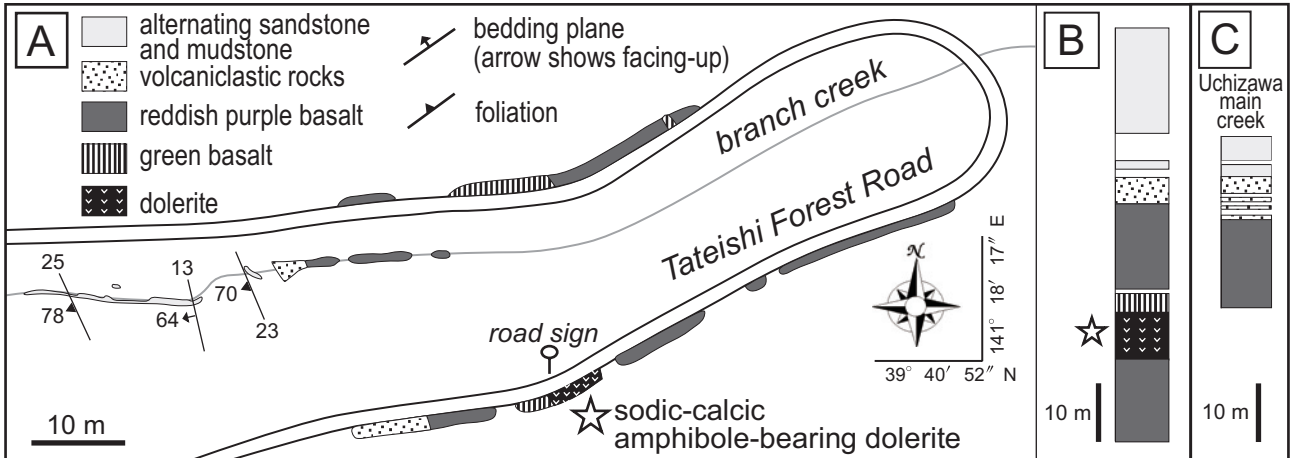 A
alternating sandstone
and mudstone
volcaniclastic rocks
reddish purple basalt
green basalt
dolerite
bedding plane
(arrow shows facing-up)
foliation
branch creek
Tateishi Forest Road
25
78
13
64
70
23
road sign
N
141° 18′ 17″ E
39° 40′ 52″ N
sodic-calcic
amphibole-bearing dolerite
10 m
B
10 m
C
Uchizawa
main
creek
10 m